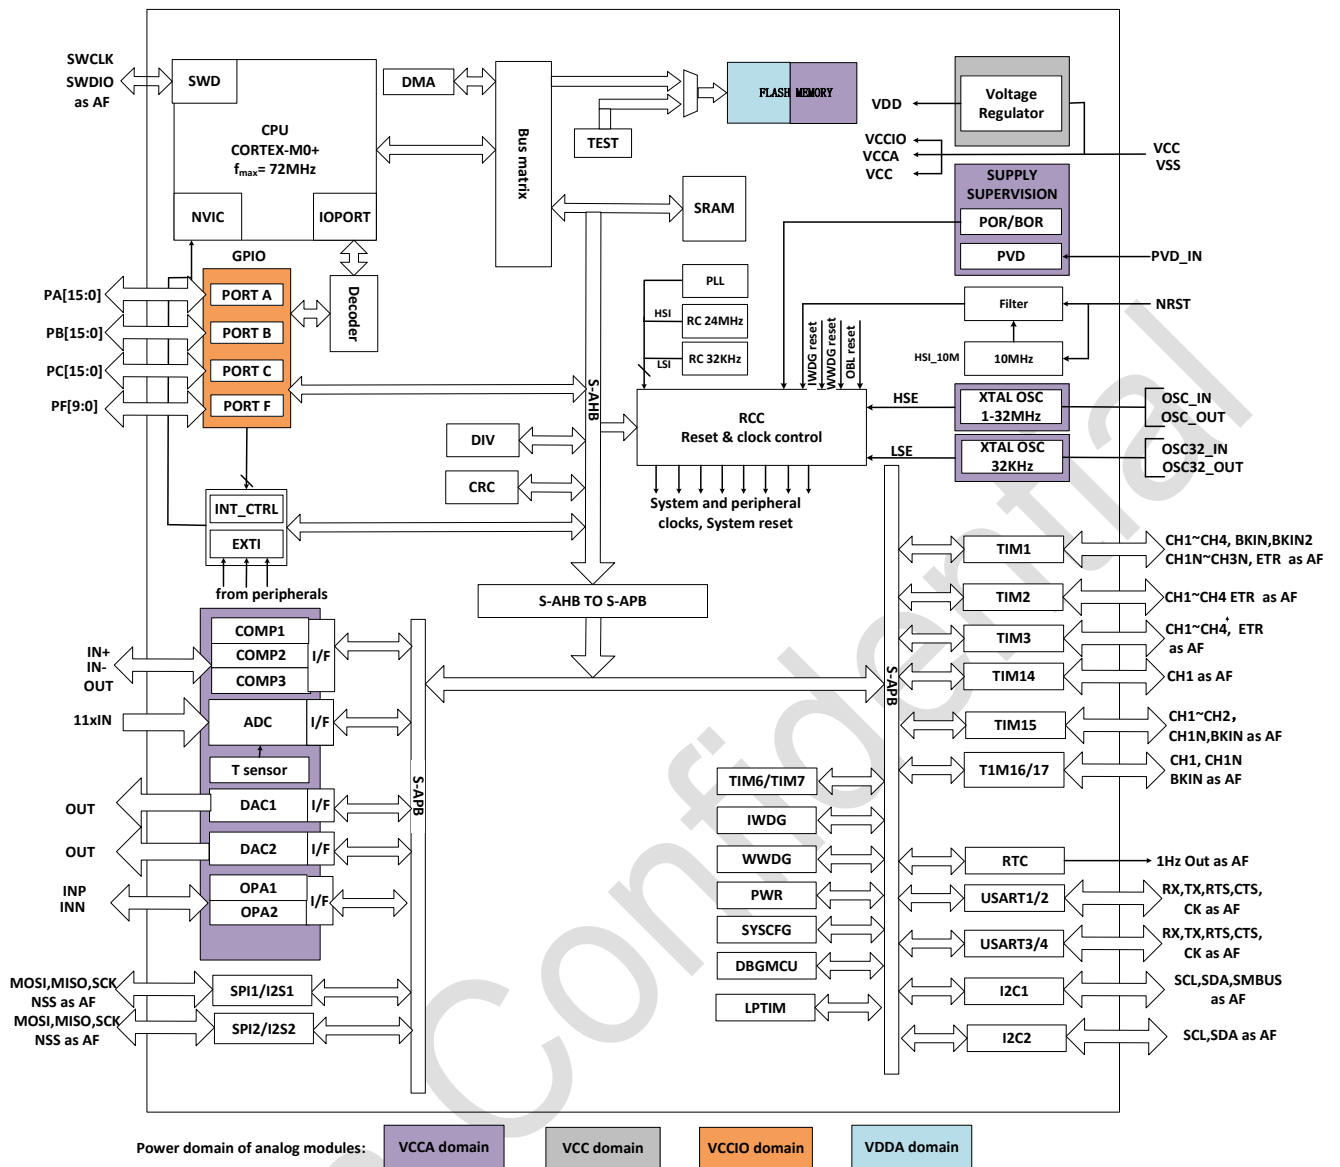 SWCLK
SWDIO
as AF
SWD
CPU
CORTEX-M0+
fmax= 72MHz
NVIC
IOPORT
DMA
Bus matrix
TEST
FLASH MEMORY
SRAM
VDD
Voltage
Regulator
VCCIO
VCCA
VCC
VCC
VSS
SUPPLY
SUPERVISION
POR/BOR
PVD
PVD_IN
GPIO
PORT A
PORT B
PORT C
PORT F
PA[15:0]
PB[15:0]
PC[15:0]
PF[9:0]
Decoder
PLL
HSI
RC 24MHz
LSI
RC 32KHz
IWDG reset
WWDG reset
OBL reset
Filter
NRST
HSI_10M
10MHz
S-AHB
RCC
Reset & clock control
HSE
XTAL OSC
1-32MHz
OSC_IN
OSC_OUT
LSE
XTAL OSC
32KHz
OSC32_IN
OSC32_OUT
DIV
CRC
System and peripheral
clocks, System reset
INT_CTRL
EXTI
from peripherals
S-AHB TO S-APB
COMP1
COMP2
COMP3
I/F
IN+
IN-
OUT
11xIN
ADC
I/F
T sensor
OUT
DAC1
I/F
OUT
DAC2
I/F
INP
INN
OPA1
OPA2
I/F
MOSI,MISO,SCK
NSS as AF
SPI1/I2S1
MOSI,MISO,SCK
NSS as AF
SPI2/I2S2
S-APB
S-APB
TIM1
CH1~CH4, BKIN,BKIN2
CH1N~CH3N, ETR as AF
TIM2
CH1~CH4 ETR as AF
TIM3
CH1~CH4, ETR
as AF
TIM14
CH1 as AF
TIM15
CH1~CH2,
CH1N,BKIN as AF
T1M16/17
CH1, CH1N
BKIN as AF
TIM6/TIM7
IWDG
WWDG
PWR
SYSCFG
DBGMCU
LPTIM
RTC
1Hz Out as AF
USART1/2
RX,TX,RTS,CTS,
CK as AF
USART3/4
RX,TX,RTS,CTS,
CK as AF
I2C1
SCL,SDA,SMBUS
as AF
I2C2
SCL,SDA as AF
Confidential
Power domain of analog modules:
VCCA domain
VCC domain
VCCIO domain
VDDA domain